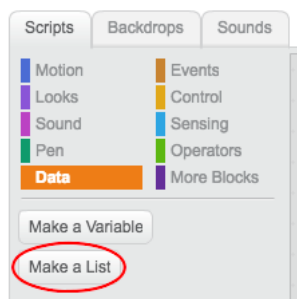 Scripts Backdrops Sounds
Motion Events
Looks Control
Sound Sensing
Pen Operators
Data More Blocks
Make a Variable
Make a List